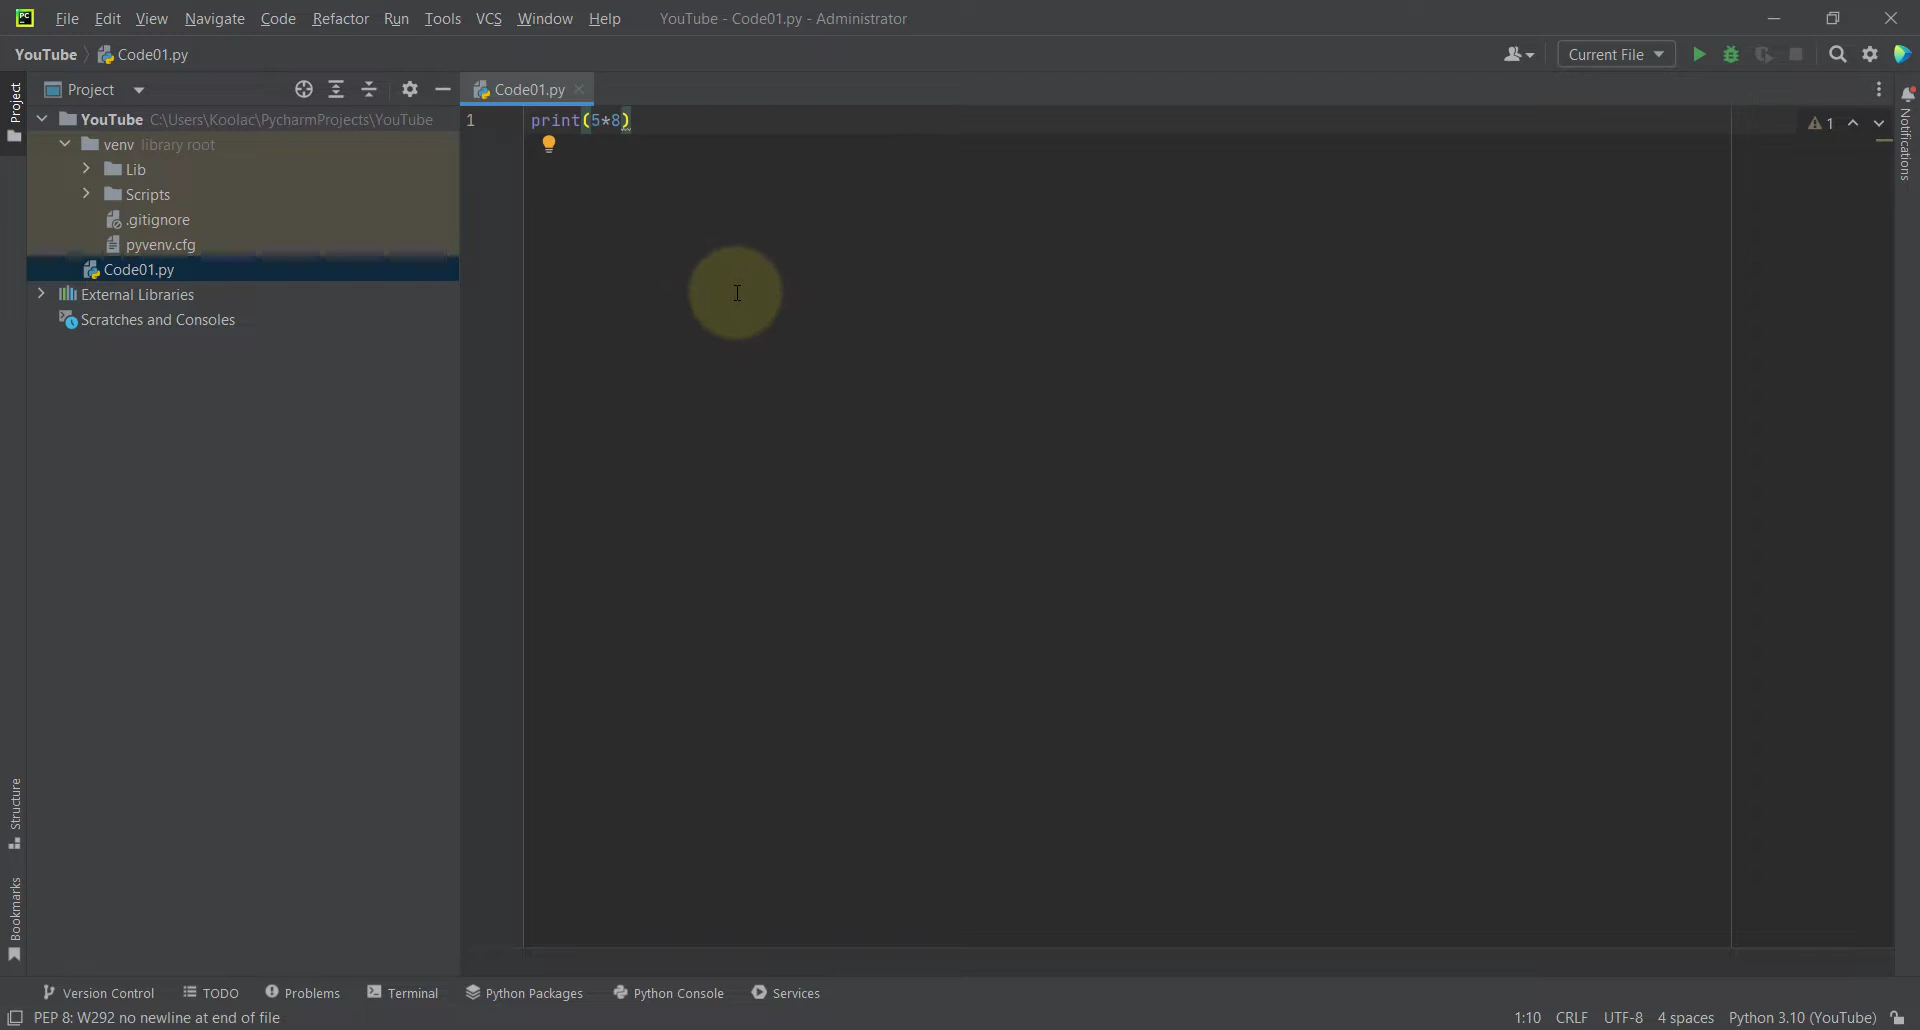 PC File Edit View Navigate Code Refactor Run Tools VCS Window Help YouTube - Code01.py - Administrator
YouTube Code01.py Current File
Project Project Code01.py
YouTube C:\Users\Koolac\PycharmProjects\YouTube 1 print(5*8) 1
venv library root
Lib
Scripts
.gitignore
pyvenv.cfg
Code01.py
External Libraries
Scratches and Consoles
Notifications
Structure
Bookmarks
Version Control TODO Problems Terminal Python Packages Python Console Services
PEP 8: W292 no newline at end of file 1:10 CRLF UTF-8 4 spaces Python 3.10 (YouTube)